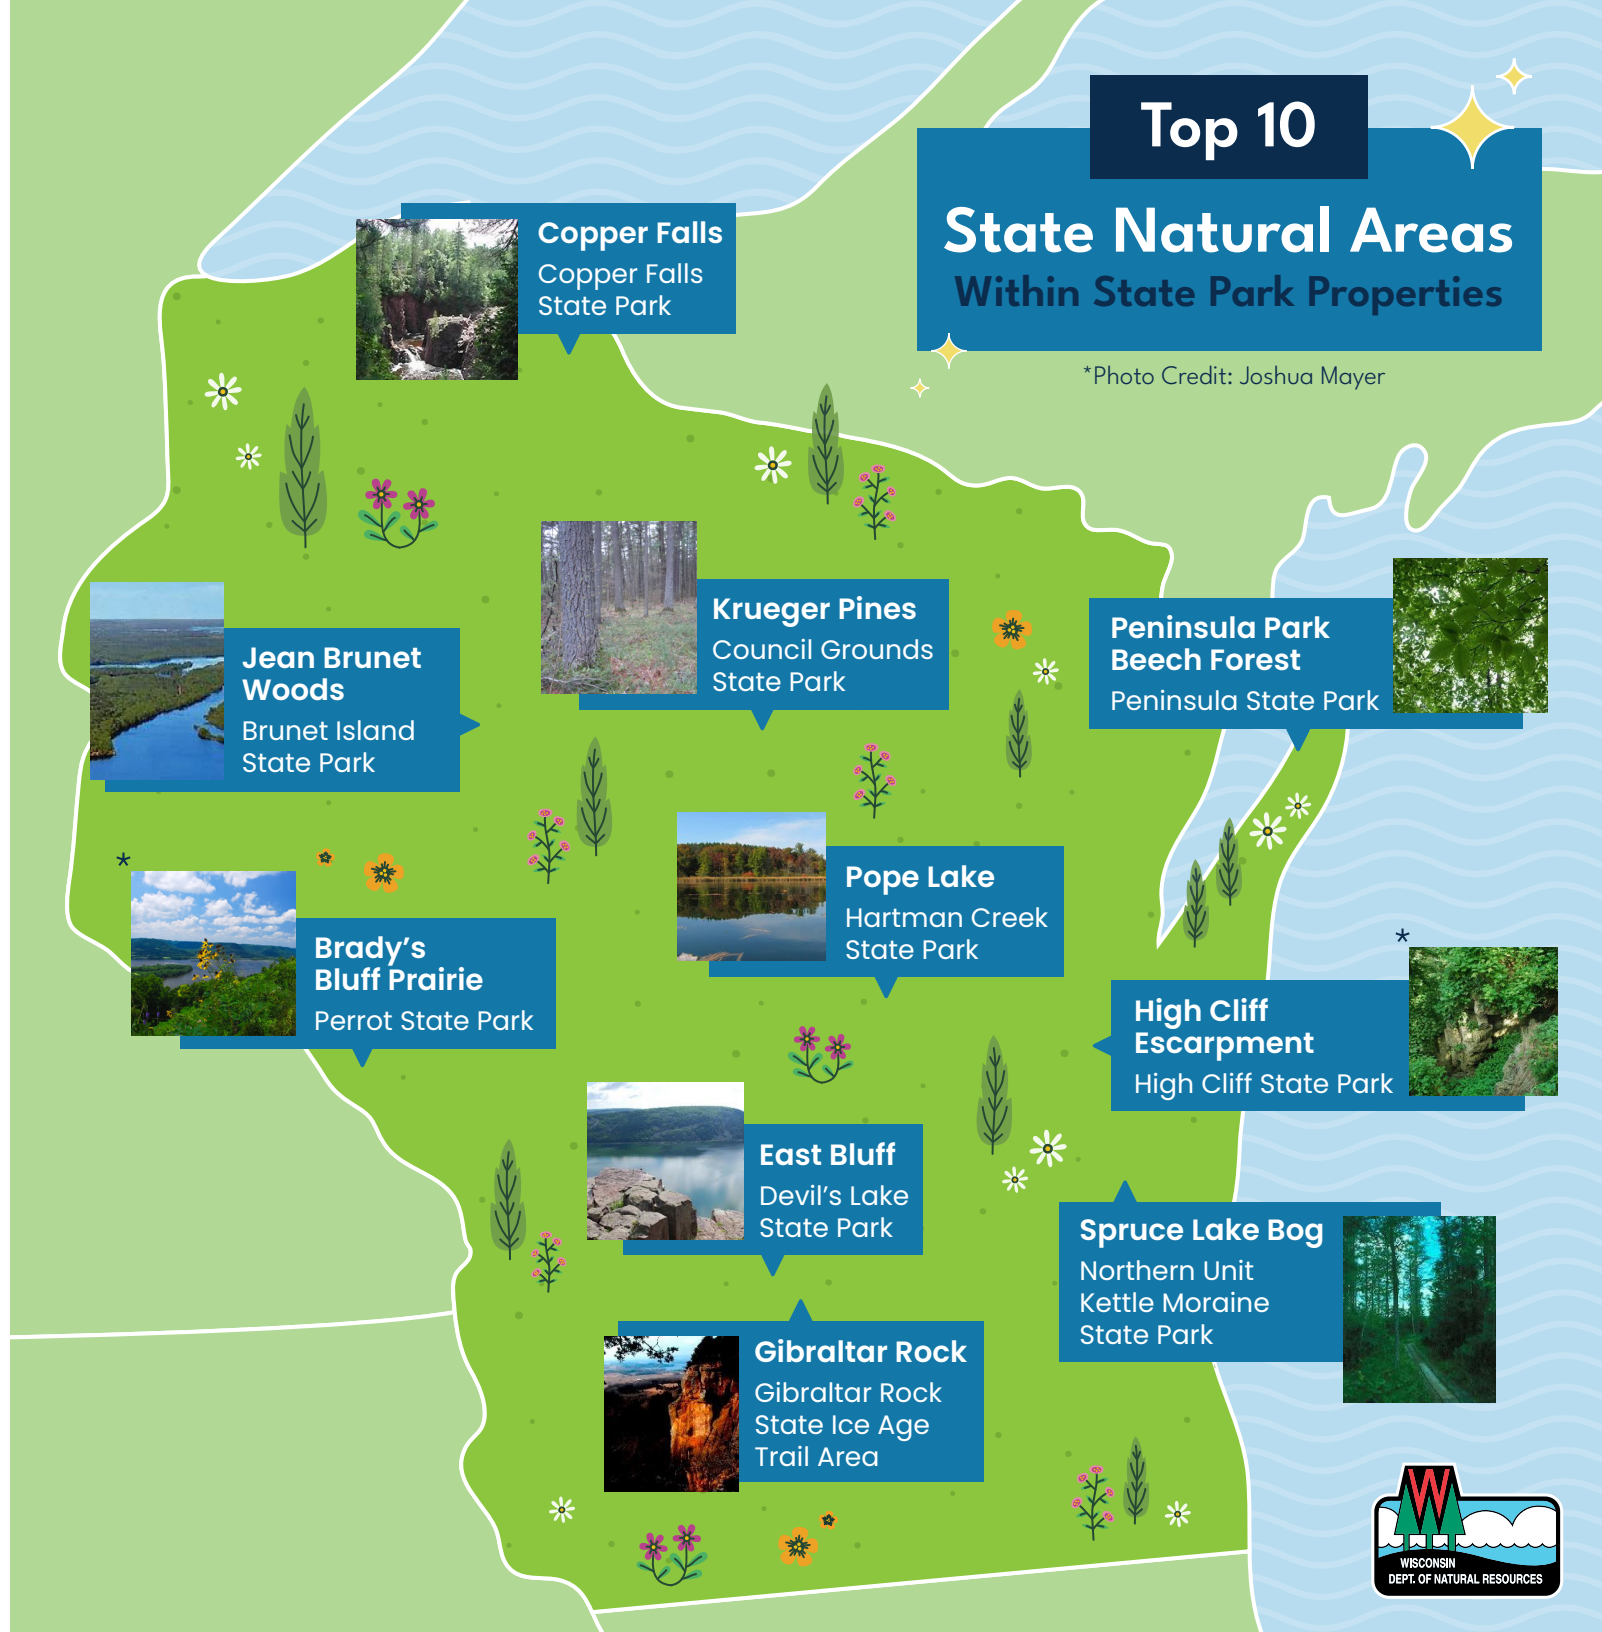 Top 10
State Natural Areas
Within State Park Properties
*Photo Credit: Joshua Mayer
Copper Falls
Copper Falls
State Park
Krueger Pines
Council Grounds
State Park
Peninsula Park
Beech Forest
Peninsula State Park
Jean Brunet
Woods
Brunet Island
State Park
*
Brady's
Bluff Prairie
Perrot State Park
Pope Lake
Hartman Creek
State Park
*
High Cliff
Escarpment
High Cliff State Park
East Bluff
Devil's Lake
State Park
Spruce Lake Bog
Northern Unit
Kettle Moraine
State Park
Gibraltar Rock
Gibraltar Rock
State Ice Age
Trail Area
W
WISCONSIN
DEPT. OF NATURAL RESOURCES